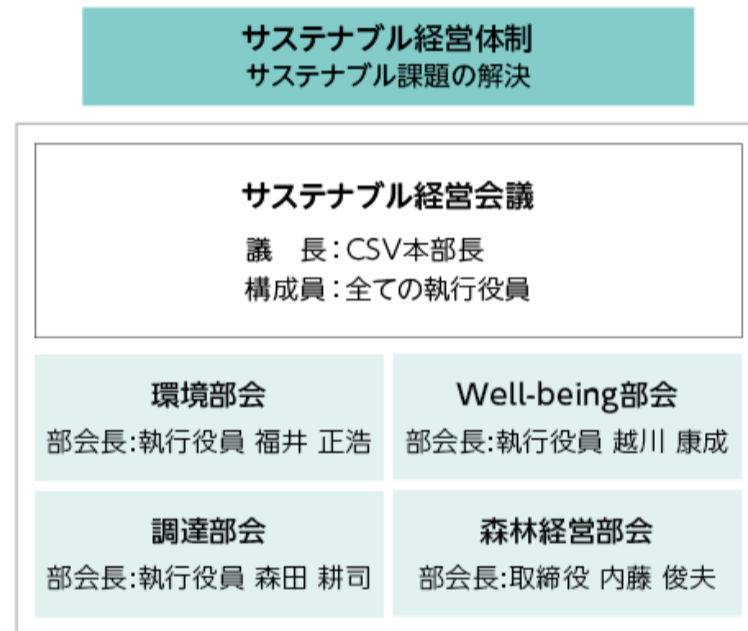 サステナブル経営体制
サステナブル課題の解決
サステナブル経営会議
議　長：CSV本部長
構成員：全ての執行役員
環境部会
部会長:執行役員 福井 正浩
Well-being部会
部会長:執行役員 越川 康成
調達部会
部会長:執行役員 森田 耕司
森林経営部会
部会長:取締役 内藤 俊夫